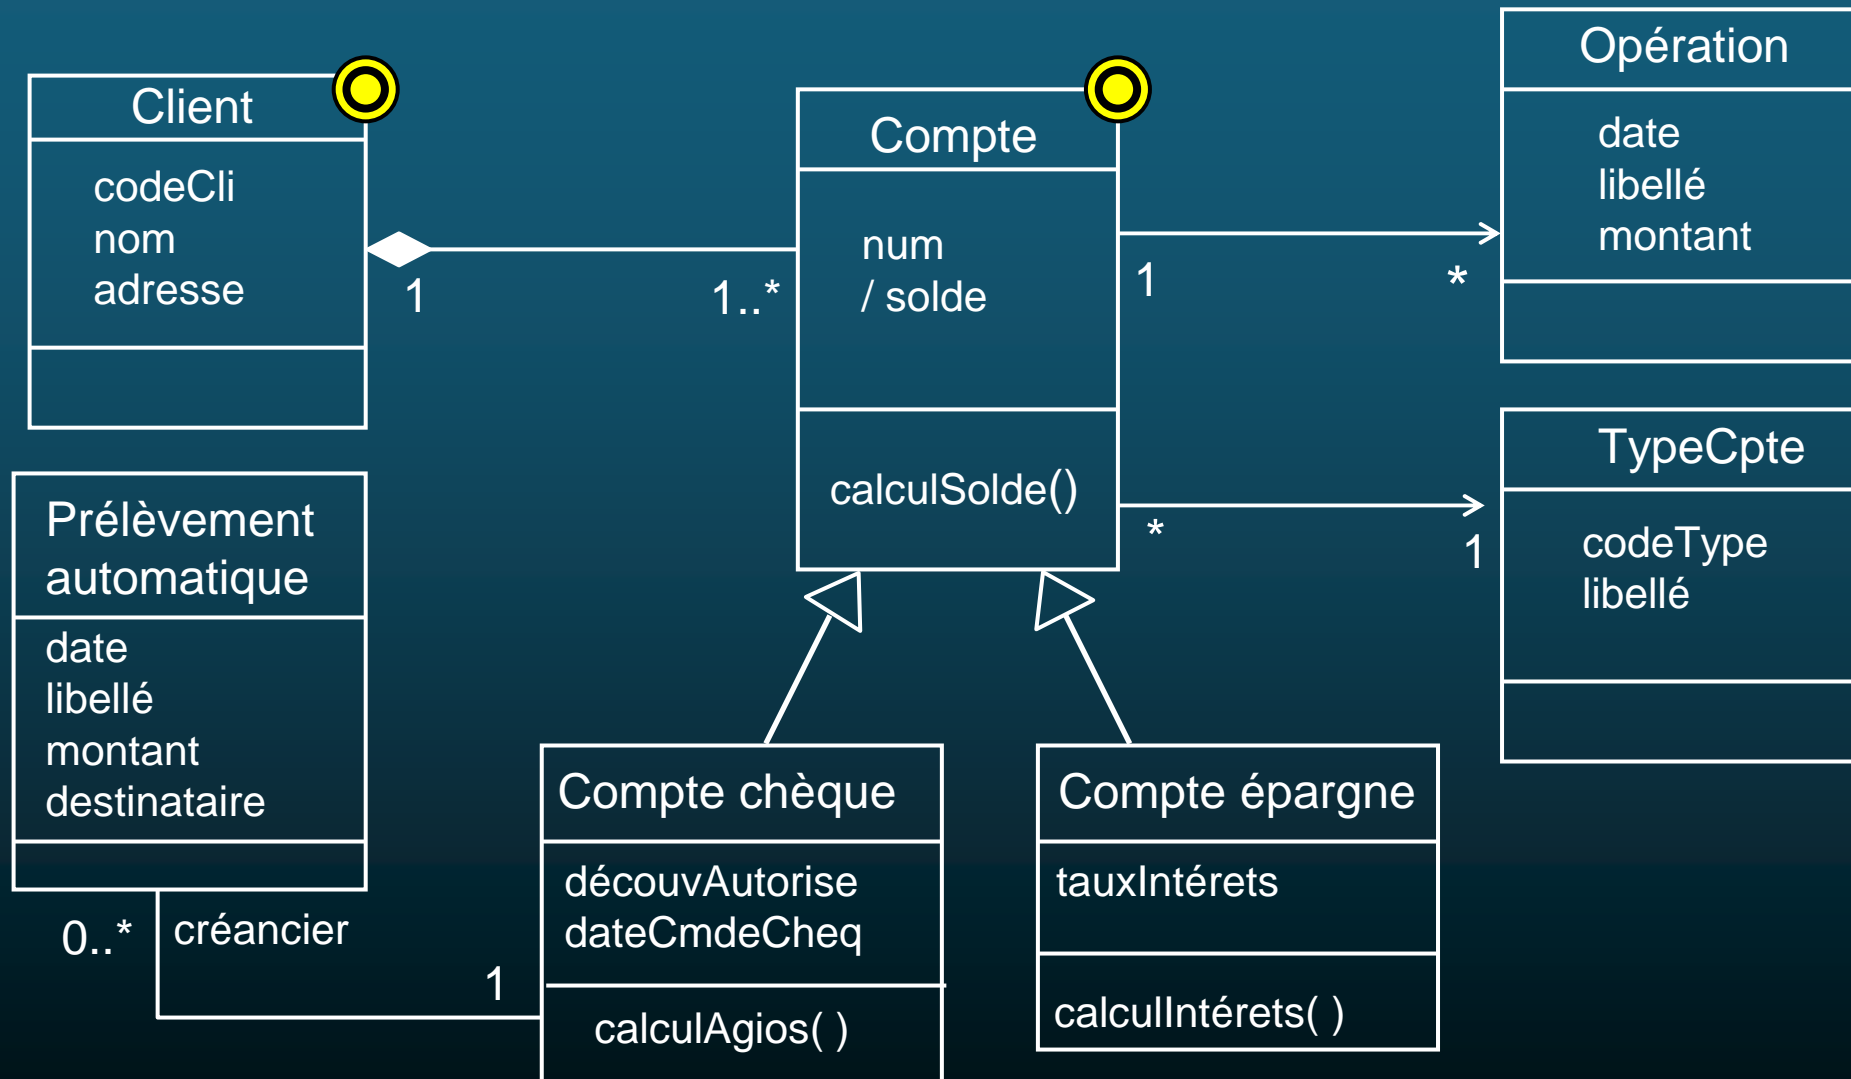 Client
codeCli
nom
adresse
1
1..*
Compte
num
/ solde
calculSolde()
1
*
Opération
date
libellé
montant
*
1
TypeCpte
codeType
libellé
Prélèvement
automatique
date
libellé
montant
destinataire
0..*
créancier
1
Compte chèque
découvAutorise
dateCmdeCheq
calculAgios( )
Compte épargne
tauxIntérets
calculIntérets( )